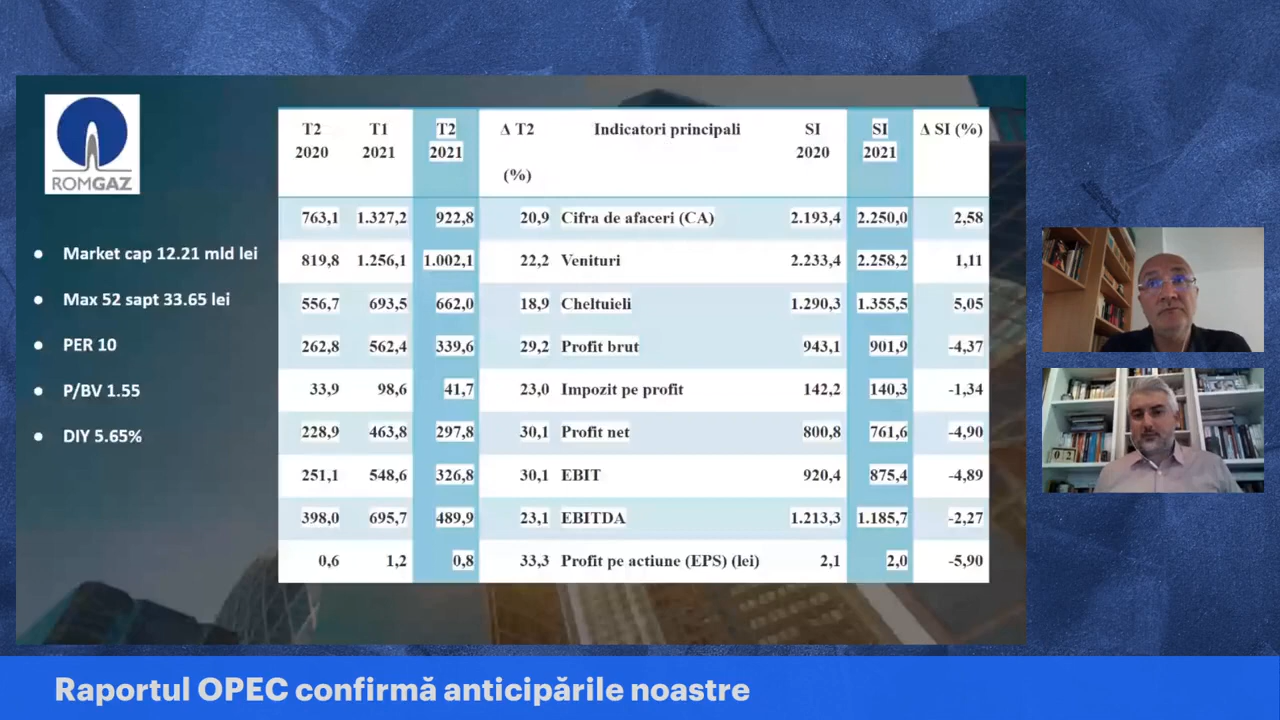 ROMGAZ
Market cap 12.21 mld lei
Max 52 sapt 33.65 lei
PER 10
P/BV 1.55
DIY 5.65%
T2 T1 T2 Δ T2 Indicatori principali SI SI Δ SI (%)
2020 2021 2021 2020 2021
(%)
763,1 1.327,2 922,8 20,9 Cifra de afaceri (CA) 2.193,4 2.250,0 2,58
819,8 1.256,1 1.002,1 22,2 Venituri 2.233,4 2.258,2 1,11
556,7 693,5 662,0 18,9 Cheltuieli 1.290,3 1.355,5 5,05
262,8 562,4 339,6 29,2 Profit brut 943,1 901,9 -4,37
33,9 98,6 41,7 23,0 Impozit pe profit 142,2 140,3 -1,34
228,9 463,8 297,8 30,1 Profit net 800,8 761,6 -4,90
251,1 548,6 326,8 30,1 EBIT 920,4 875,4 -4,89
398,0 695,7 489,9 23,1 EBITDA 1.213,3 1.185,7 -2,27
0,6 1,2 0,8 33,3 Profit pe actiune (EPS) (lei) 2,1 2,0 -5,90
02
Raportul OPEC confirmă anticipările noastre